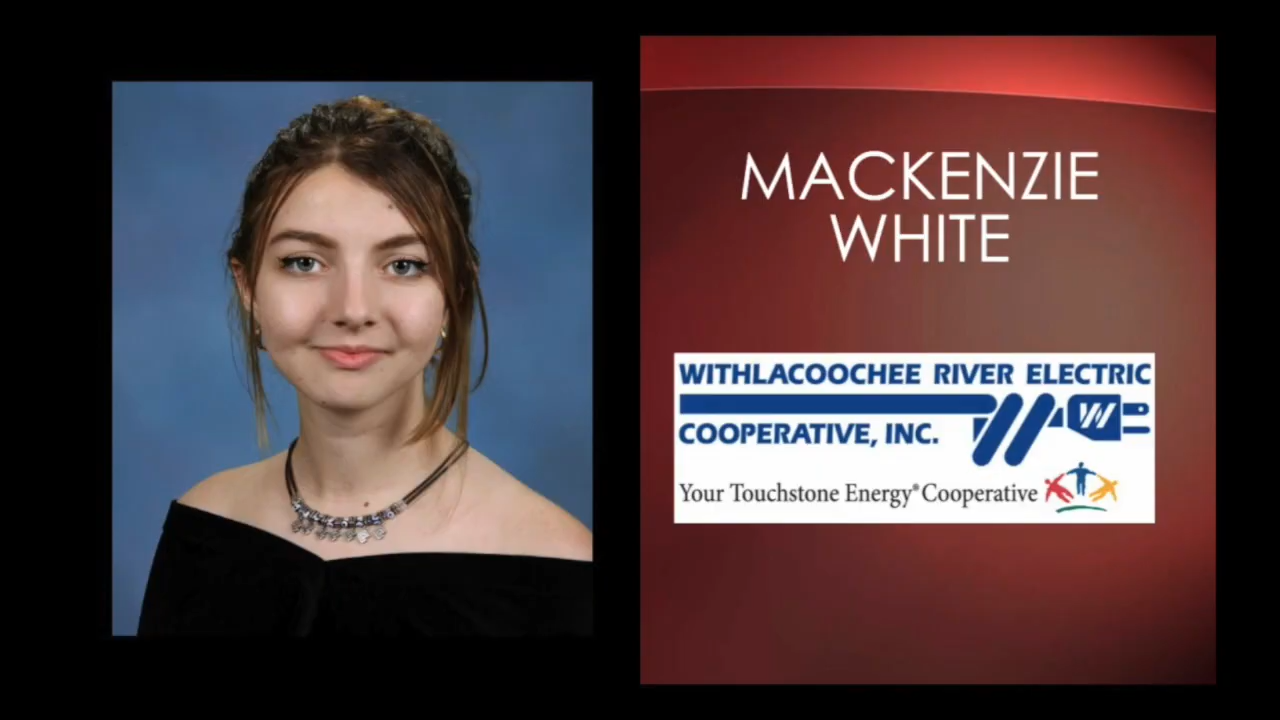 MACKENZIE
WHITE
WITHLACOOCHEE RIVER ELECTRIC
COOPERATIVE, INC.
W
Your Touchstone Energy® Cooperative